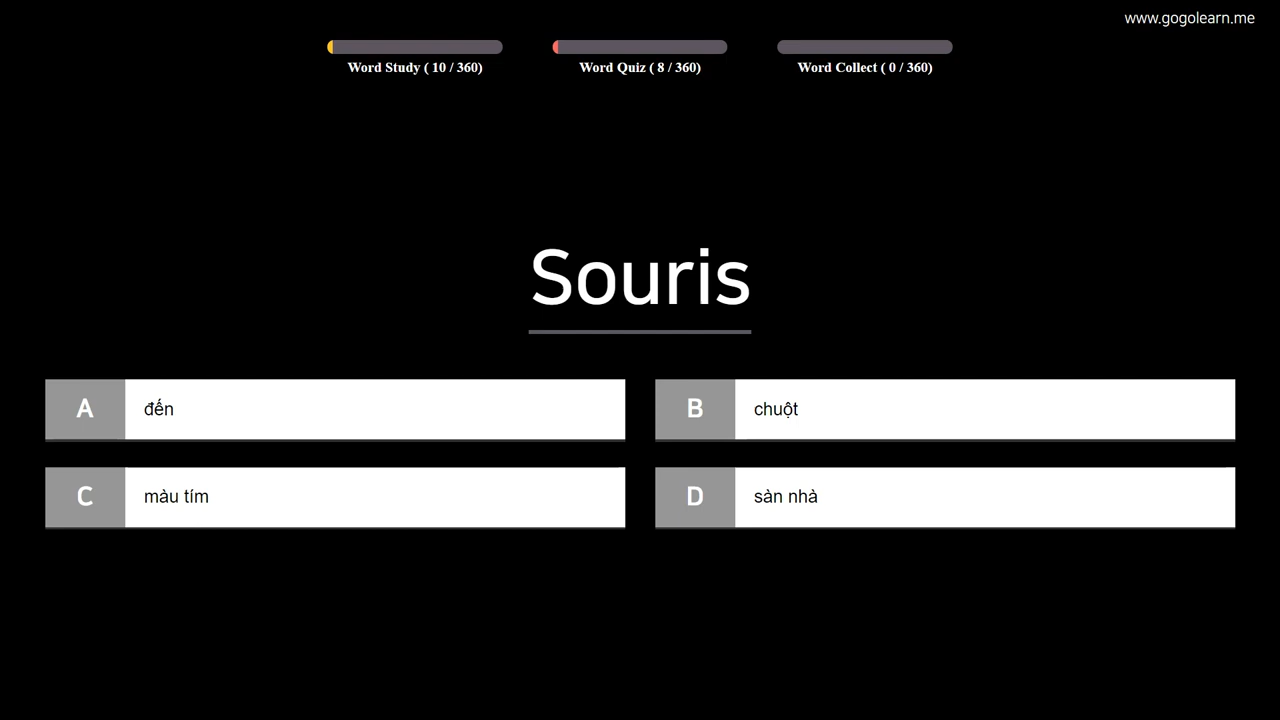 www.gogolearn.me
Word Study ( 10 / 360)
Word Quiz ( 8 / 360)
Word Collect ( 0 / 360)
Souris
A đến
B chuột
C màu tím
D sàn nhà